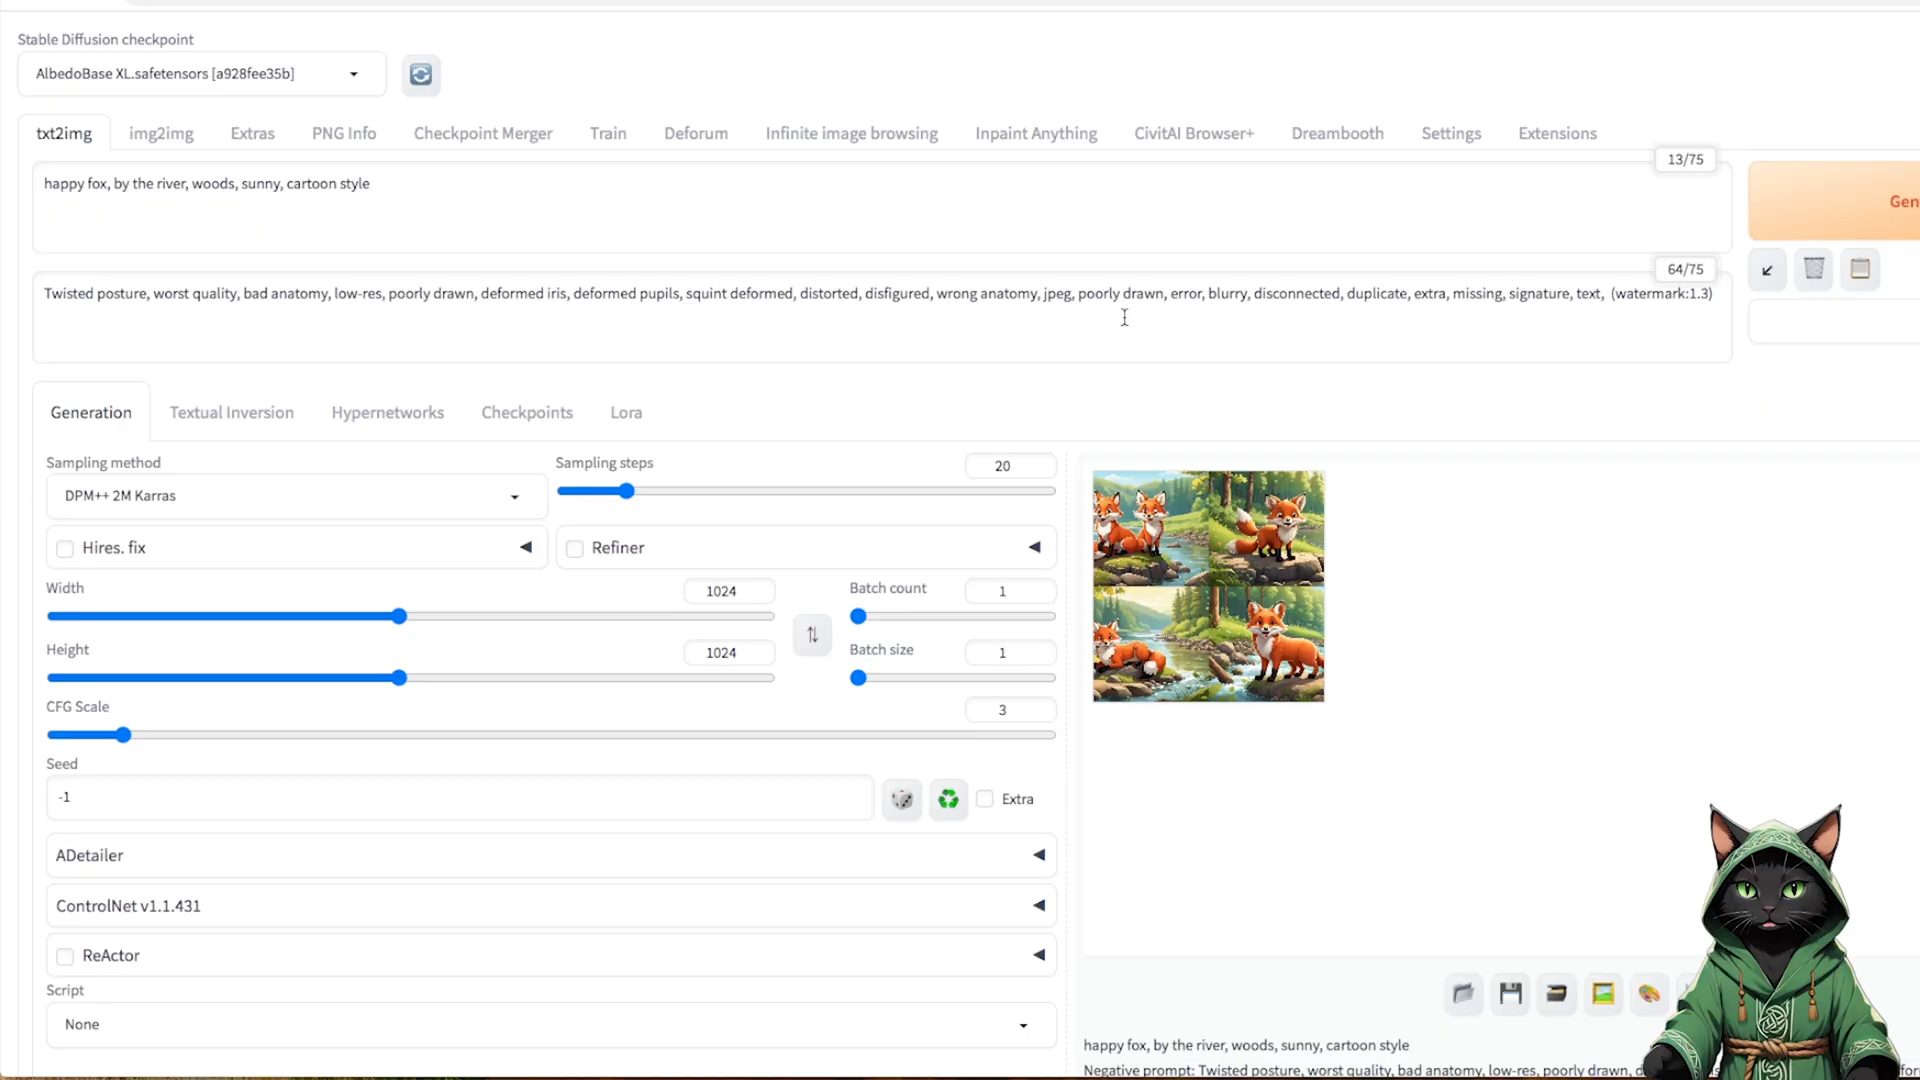 Stable Diffusion checkpoint
AlbedoBase XL.safetensors [a928fee35b]
txt2img img2img Extras PNG Info Checkpoint Merger Train Deforum Infinite image browsing Inpaint Anything CivitAI Browser+ Dreambooth Settings Extensions
13/75
happy fox, by the river, woods, sunny, cartoon style
Gen
64/75
Twisted posture, worst quality, bad anatomy, low-res, poorly drawn, deformed iris, deformed pupils, squint deformed, distorted, disfigured, wrong anatomy, jpeg, poorly drawn, error, blurry, disconnected, duplicate, extra, missing, signature, text, (watermark:1.3)
Generation Textual Inversion Hypernetworks Checkpoints Lora
Sampling method
DPM++ 2M Karras
Sampling steps
20
Hires. fix
Refiner
Width
1024
Batch count
1
Height
1024
Batch size
1
CFG Scale
3
Seed
-1
Extra
ADetailer
ControlNet v1.1.431
ReActor
Script
None
happy fox, by the river, woods, sunny, cartoon style
Negative prompt: Twisted posture, worst quality, bad anatomy, low-res, poorly drawn,